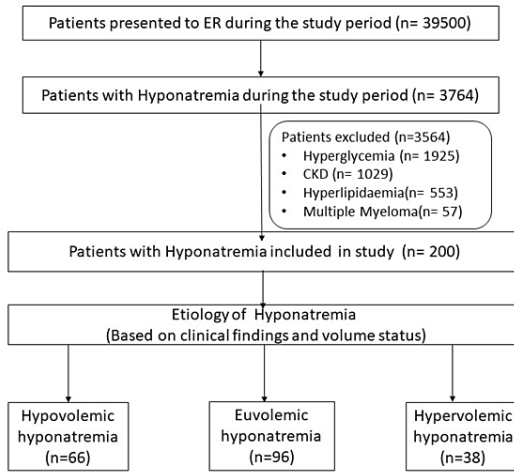 Patients presented to ER during the study period (n= 39500)
Patients with Hyponatremia during the study period (n= 3764)
Patients excluded (n=3564)
• Hyperglycemia (n= 1925)
• CKD (n= 1029)
• Hyperlipidaemia(n= 553)
• Multiple Myeloma(n= 57)
Patients with Hyponatremia included in study (n= 200)
Etiology of Hyponatremia
(Based on clinical findings and volume status)
Hypovolemic
hyponatremia
(n=66)
Euvolemic
hyponatremia
(n=96)
Hypervolemic
hyponatremia
(n=38)